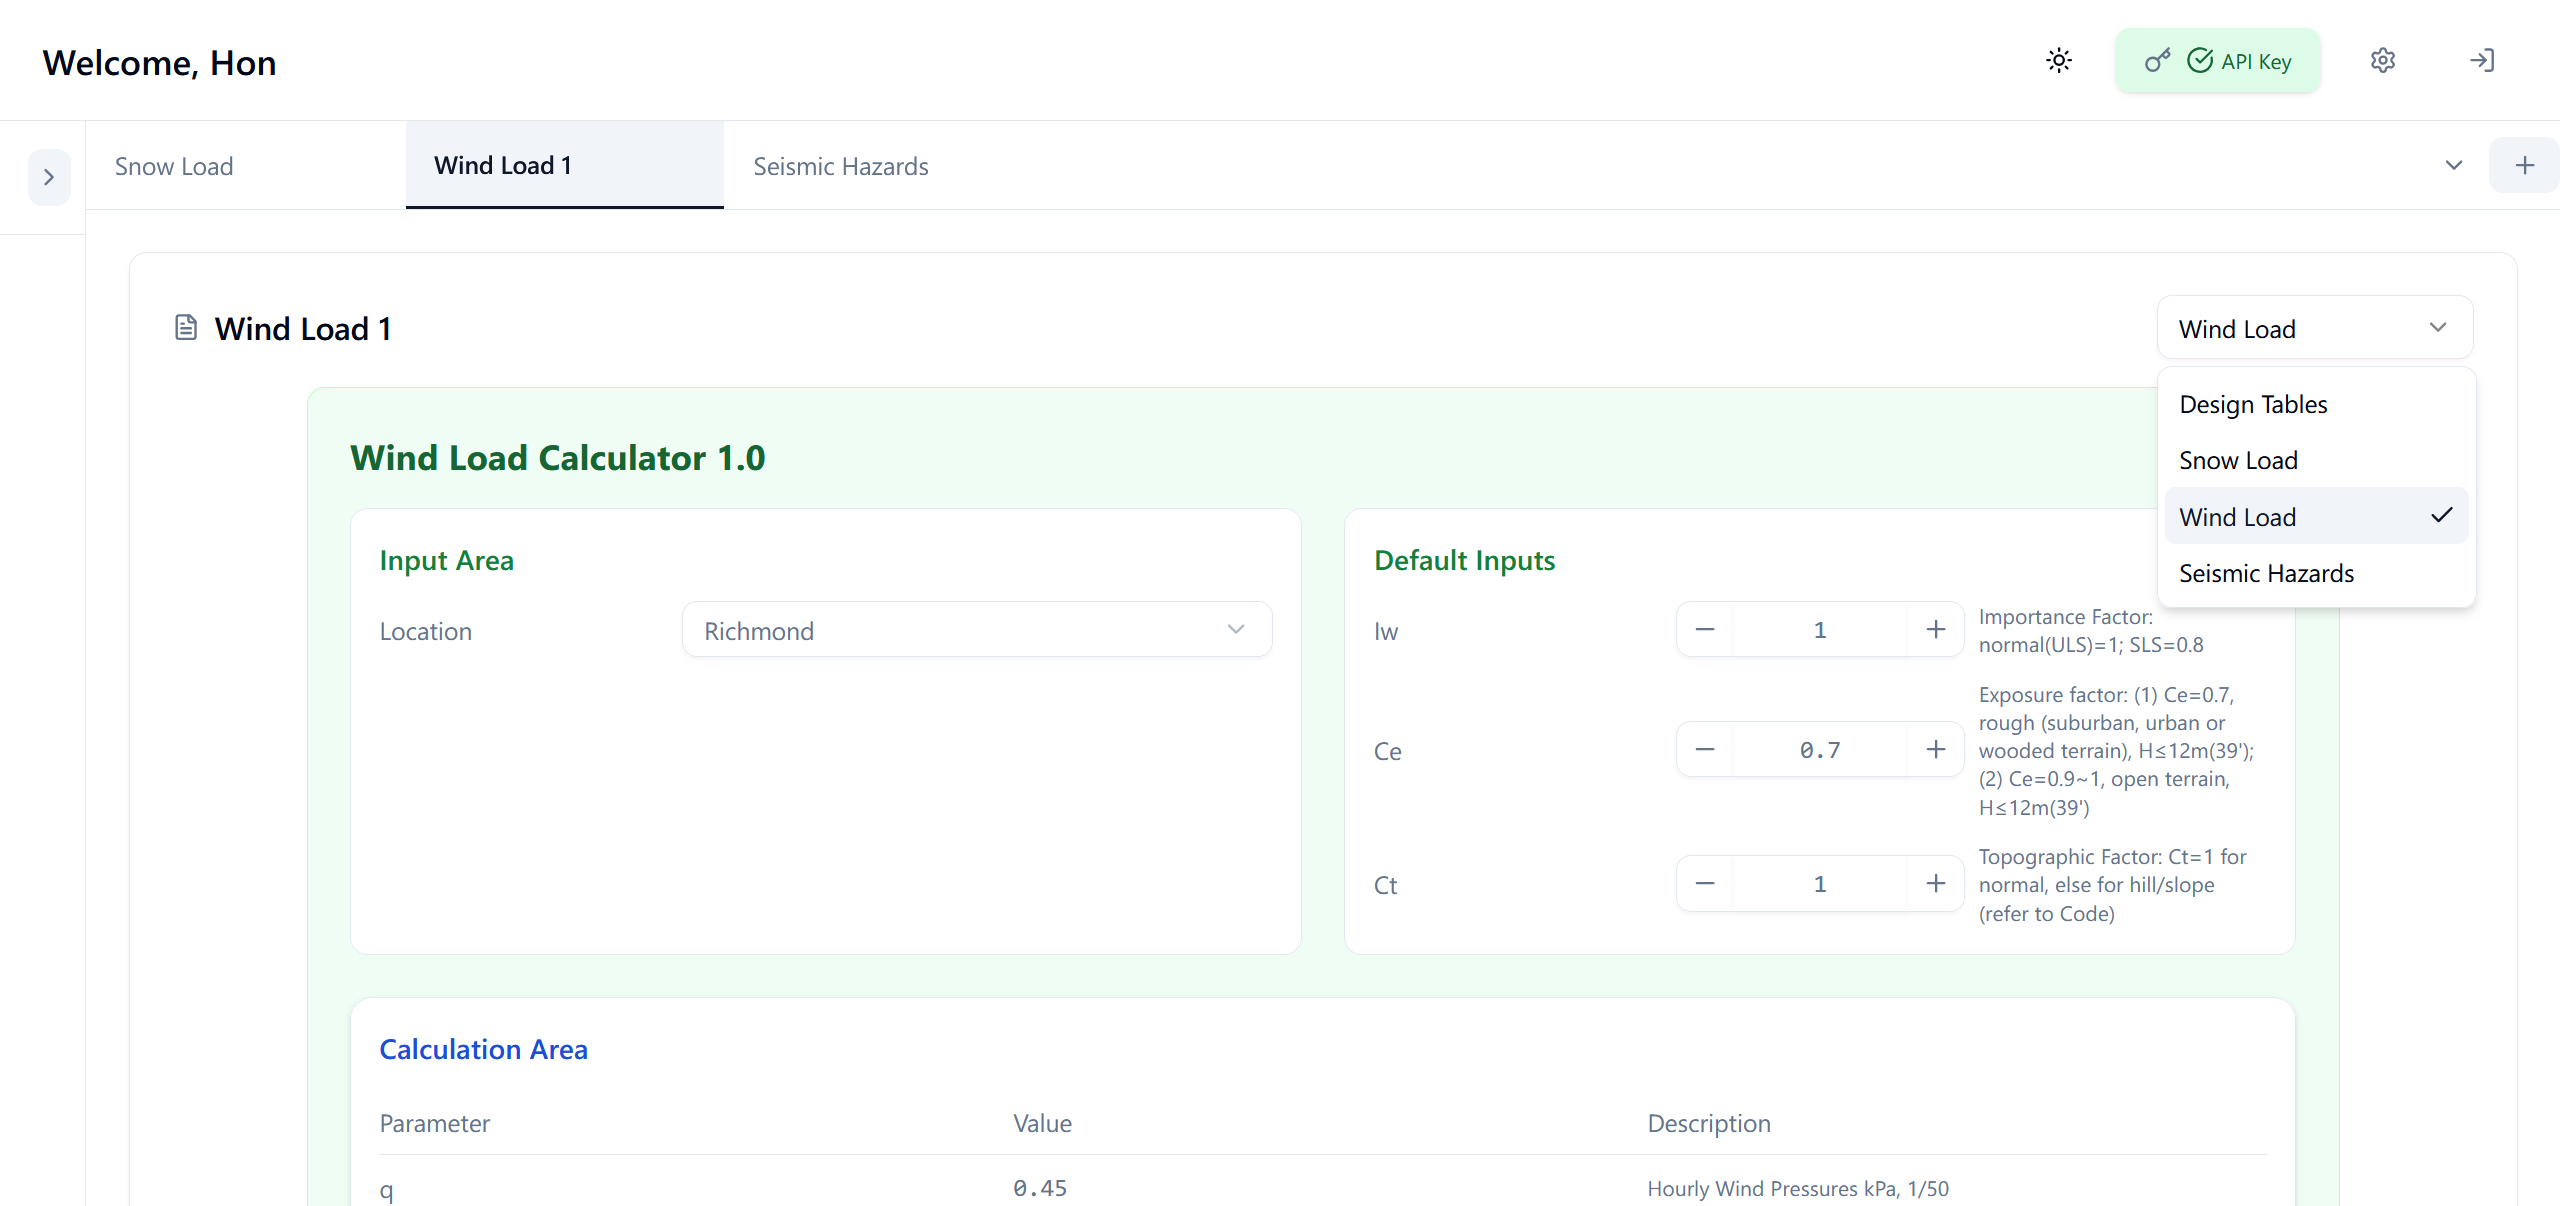 Welcome, Hon
API Key
Snow Load
Wind Load 1
Seismic Hazards
Wind Load 1
Wind Load
Design Tables
Snow Load
Wind Load
Seismic Hazards
Wind Load Calculator 1.0
Input Area
Location
Richmond
Default Inputs
Iw
1
Importance Factor:
normal(ULS)=1; SLS=0.8
Ce
0.7
Exposure factor: (1) Ce=0.7,
rough (suburban, urban or
wooded terrain), H≤12m(39');
(2) Ce=0.9~1, open terrain,
H≤12m(39')
Ct
1
Topographic Factor: Ct=1 for
normal, else for hill/slope
(refer to Code)
Calculation Area
Parameter Value Description
q 0.45 Hourly Wind Pressures kPa, 1/50